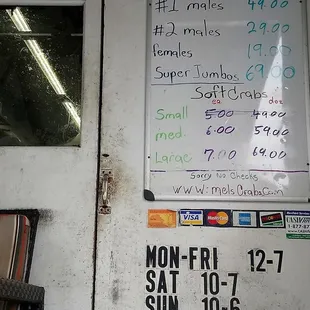 #1 males 49.00
#2 males 29.00
females 19.00
Super Jumbos 69.00
Soft Crabs
ea doz
Small 5.00 49.00
med. 6.00 59.00
Large 7.00 69.00
Sorry No Checks
www.melsCrabs.com
VISA
MON-FRI 12-7
SAT 10-7
SUN 10-6